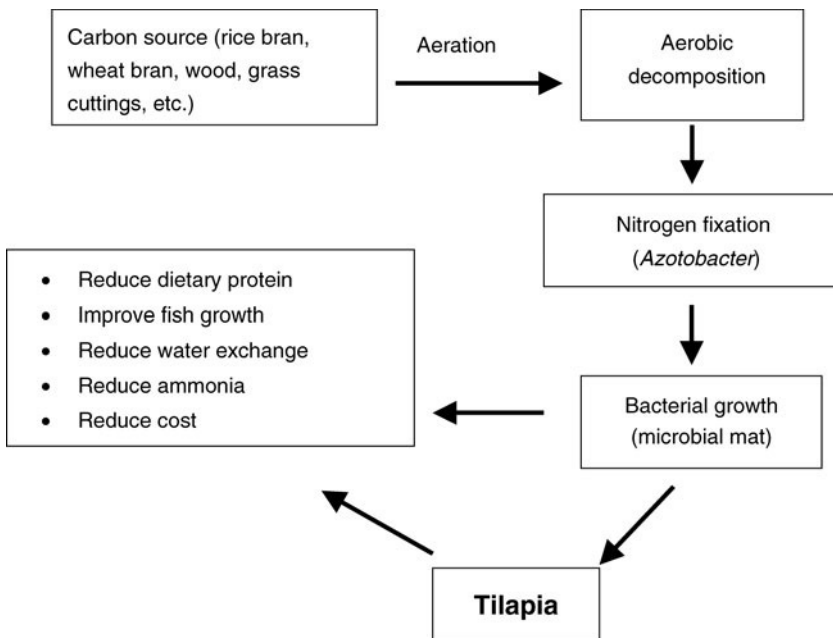 Carbon source (rice bran,
wheat bran, wood, grass
cuttings, etc.)
Aeration
Aerobic
decomposition
Nitrogen fixation
(Azotobacter)
• Reduce dietary protein
• Improve fish growth
• Reduce water exchange
• Reduce ammonia
• Reduce cost
Bacterial growth
(microbial mat)
Tilapia